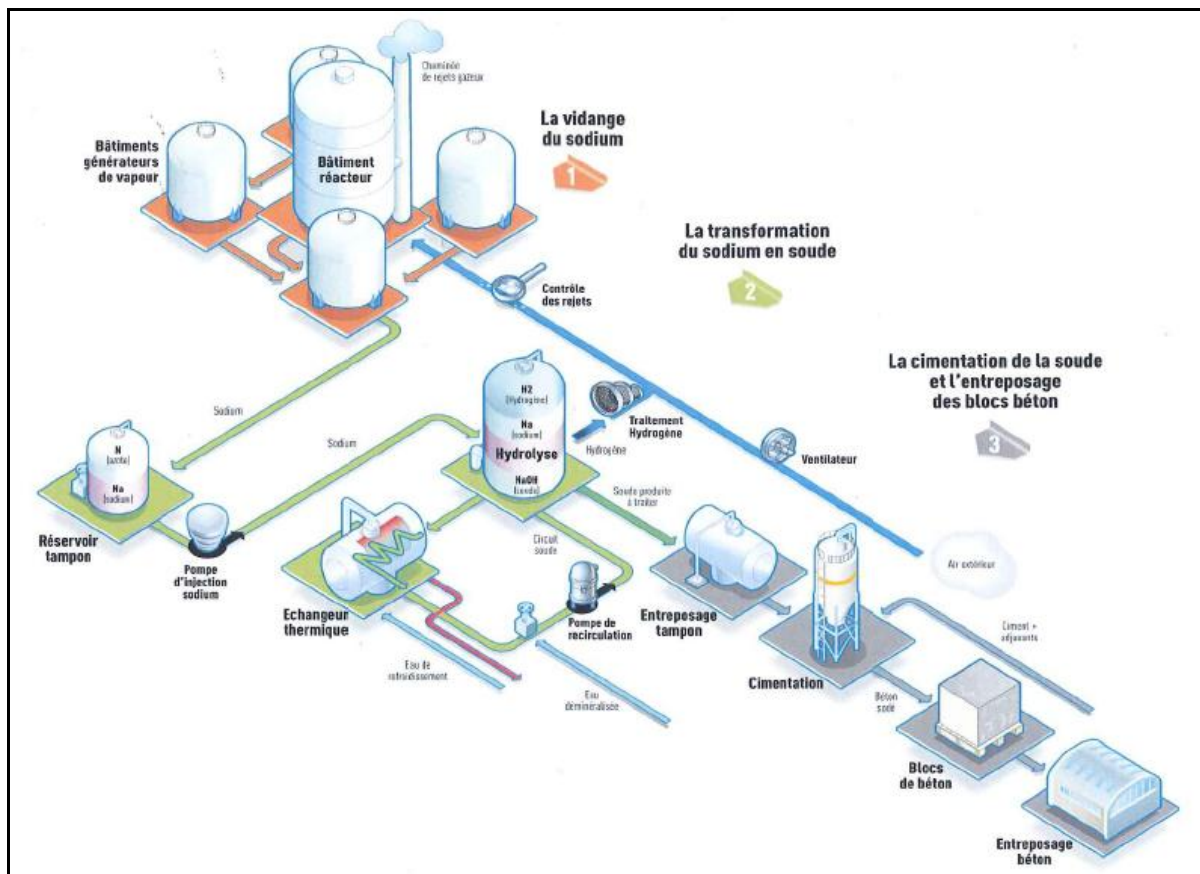 Cheminée
de rejets gazeux
La vidange
du sodium
1
Bâtiments
générateurs
de vapeur
Bâtiment
réacteur
La transformation
du sodium en soude
2
Contrôle
des rejets
La cimentation de la soude
et l'entreposage
des blocs béton
3
Sodium
Sodium
H2
(Hydrogène)
Na
(sodium)
Hydrolyse
NaOH
(soude)
Traitement
Hydrogène
Hydrogène
Ventilateur
N
(azote)
Na
(sodium)
Réservoir
tampon
Pompe
d'injection
sodium
Soude produite
à traiter
Circuit
soude
Echangeur
thermique
Pompe de
recirculation
Entreposage
tampon
Air extérieur
Eau de
refroidissement
Eau
déminéralisée
Cimentation
Ciment +
adjuvants
Béton
sodé
Blocs
de béton
Entreposage
béton